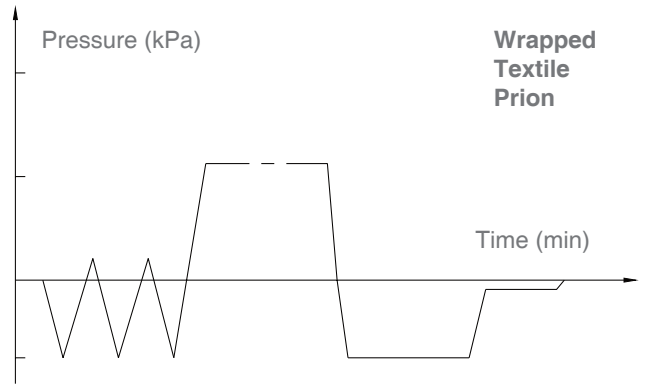 Pressure (kPa)
Wrapped
Textile
Prion
Time (min)